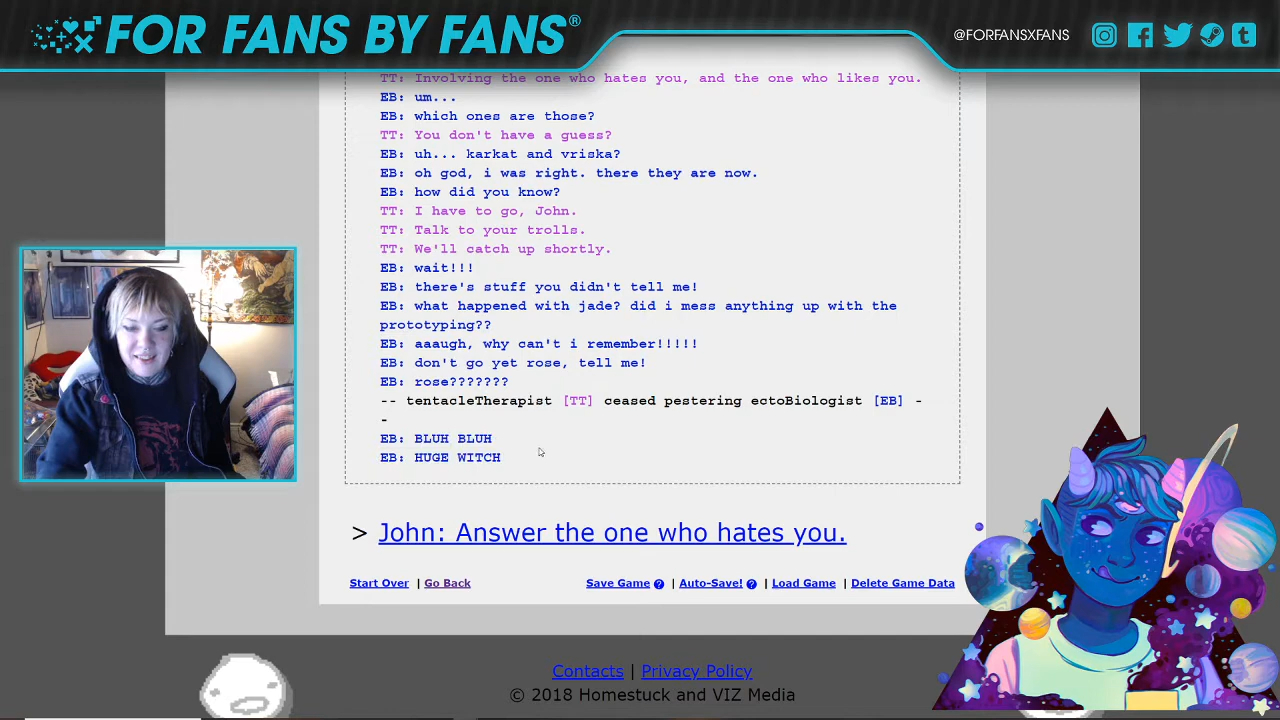 FOR FANS BY FANS®
@FORFANSXFANS
TT: Involving the one who hates you, and the one who likes you.
EB: um...
EB: which ones are those?
TT: You don't have a guess?
EB: uh... karkat and vriska?
EB: oh god, i was right. there they are now.
EB: how did you know?
TT: I have to go, John.
TT: Talk to your trolls.
TT: We'll catch up shortly.
EB: wait!!!
EB: there's stuff you didn't tell me!
EB: what happened with jade? did i mess anything up with the
prototyping??
EB: aaaugh, why can't i remember!!!!!
EB: don't go yet rose, tell me!
EB: rose???????
-- tentacleTherapist [TT] ceased pestering ectoBiologist [EB] -
-
EB: BLUH BLUH
EB: HUGE WITCH
> John: Answer the one who hates you.
Start Over | Go Back Save Game ? | Auto-Save! ? | Load Game | Delete Game Data
Contacts | Privacy Policy
© 2018 Homestuck and VIZ Media